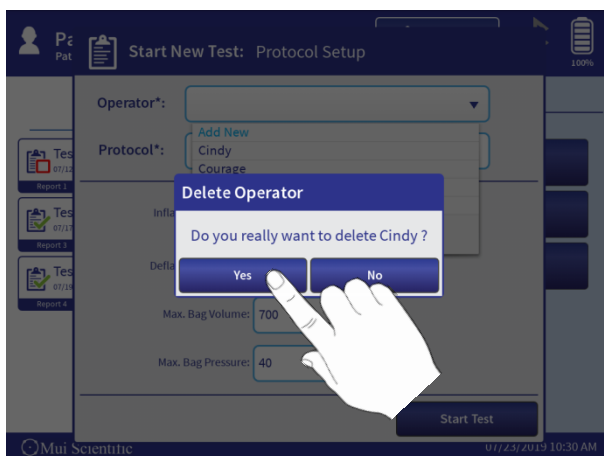 Pa
Pat
Start New Test: Protocol Setup
100%
Operator*:
Add New
Cindy
Courage
Protocol*:
Tes
07/12
Report 1
Tes
07/17
Report 3
Tes
07/19
Report 4
Delete Operator
Do you really want to delete Cindy ?
Yes
No
Infla
Defla
Max. Bag Volume: 700
Max. Bag Pressure: 40
Start Test
Mui Scientific
07/23/2019 10:30 AM